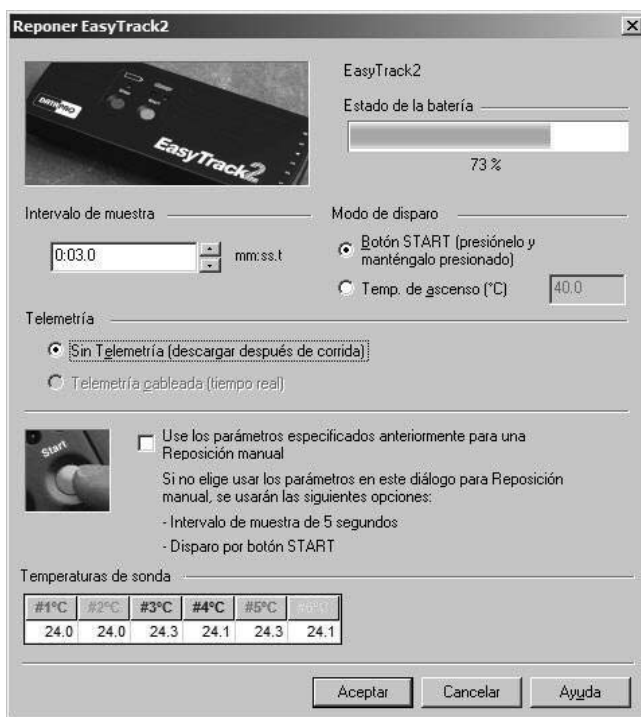 Reponer EasyTrack2
DATAPAQ
EasyTrack2
EasyTrack2
Estado de la batería
73 %
Intervalo de muestra
0:03.0
mm:ss.t
Modo de disparo
Botón START (presiónelo y
manténgalo presionado)
Temp. de ascenso (°C)
40.0
Telemetría
Sin Telemetría (descargar después de corrida)
Telemetría cableada (tiempo real)
Start
Use los parámetros especificados anteriormente para una
Reposición manual
Si no elige usar los parámetros en este diálogo para Reposición
manual, se usarán las siguientes opciones:
- Intervalo de muestra de 5 segundos
- Disparo por botón START
Temperaturas de sonda
#1°C #2°C #3°C #4°C #5°C #6°C
24.0 24.0 24.3 24.1 24.3 24.1
Aceptar Cancelar Ayuda